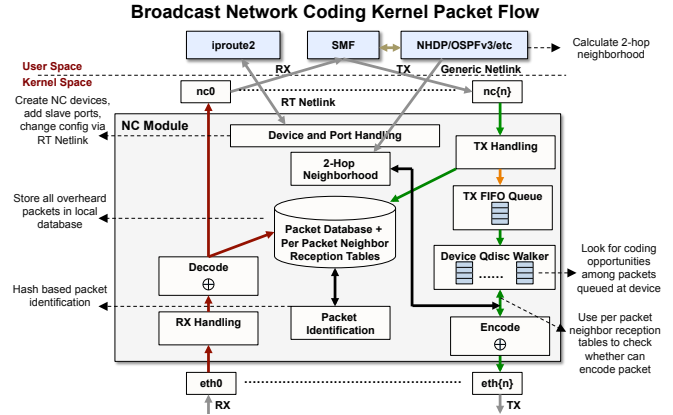 Broadcast Network Coding Kernel Packet Flow
iproute2
SMF
NHDP/OSPFv3/etc
Calculate 2-hop
neighborhood
User Space
Kernel Space
RX
TX
Generic Netlink
nc0
nc{n}
RT Netlink
Create NC devices,
add slave ports,
change config via
RT Netlink
NC Module
Device and Port Handling
TX Handling
2-Hop
Neighborhood
TX FIFO Queue
Store all overheard
packets in local
database
Packet Database +
Per Packet Neighbor
Reception Tables
Device Qdisc Walker
......
Look for coding
opportunities
among packets
queued at device
Decode
Hash based packet
identification
Packet
Identification
RX Handling
Encode
Use per packet
neighbor reception
tables to check
whether can
encode packet
eth0
eth{n}
RX
TX